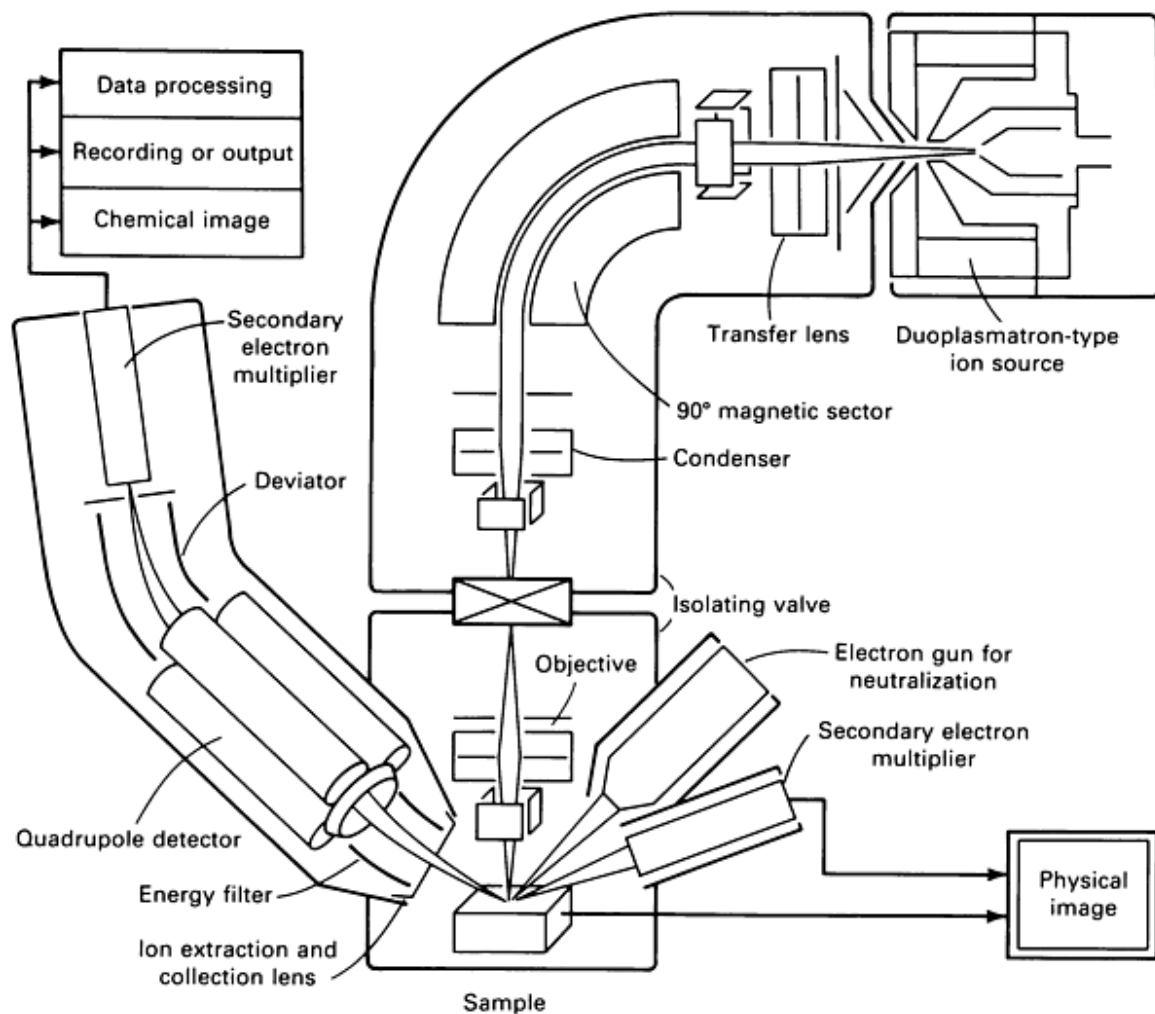 Data processing
Recording or output
Chemical image
Secondary
electron
multiplier
Transfer lens
Duoplasmatron-type
ion source
90° magnetic sector
Condenser
Deviator
Isolating valve
Objective
Electron gun for
neutralization
Secondary electron
multiplier
Quadrupole detector
Energy filter
Ion extraction and
collection lens
Physical
image
Sample